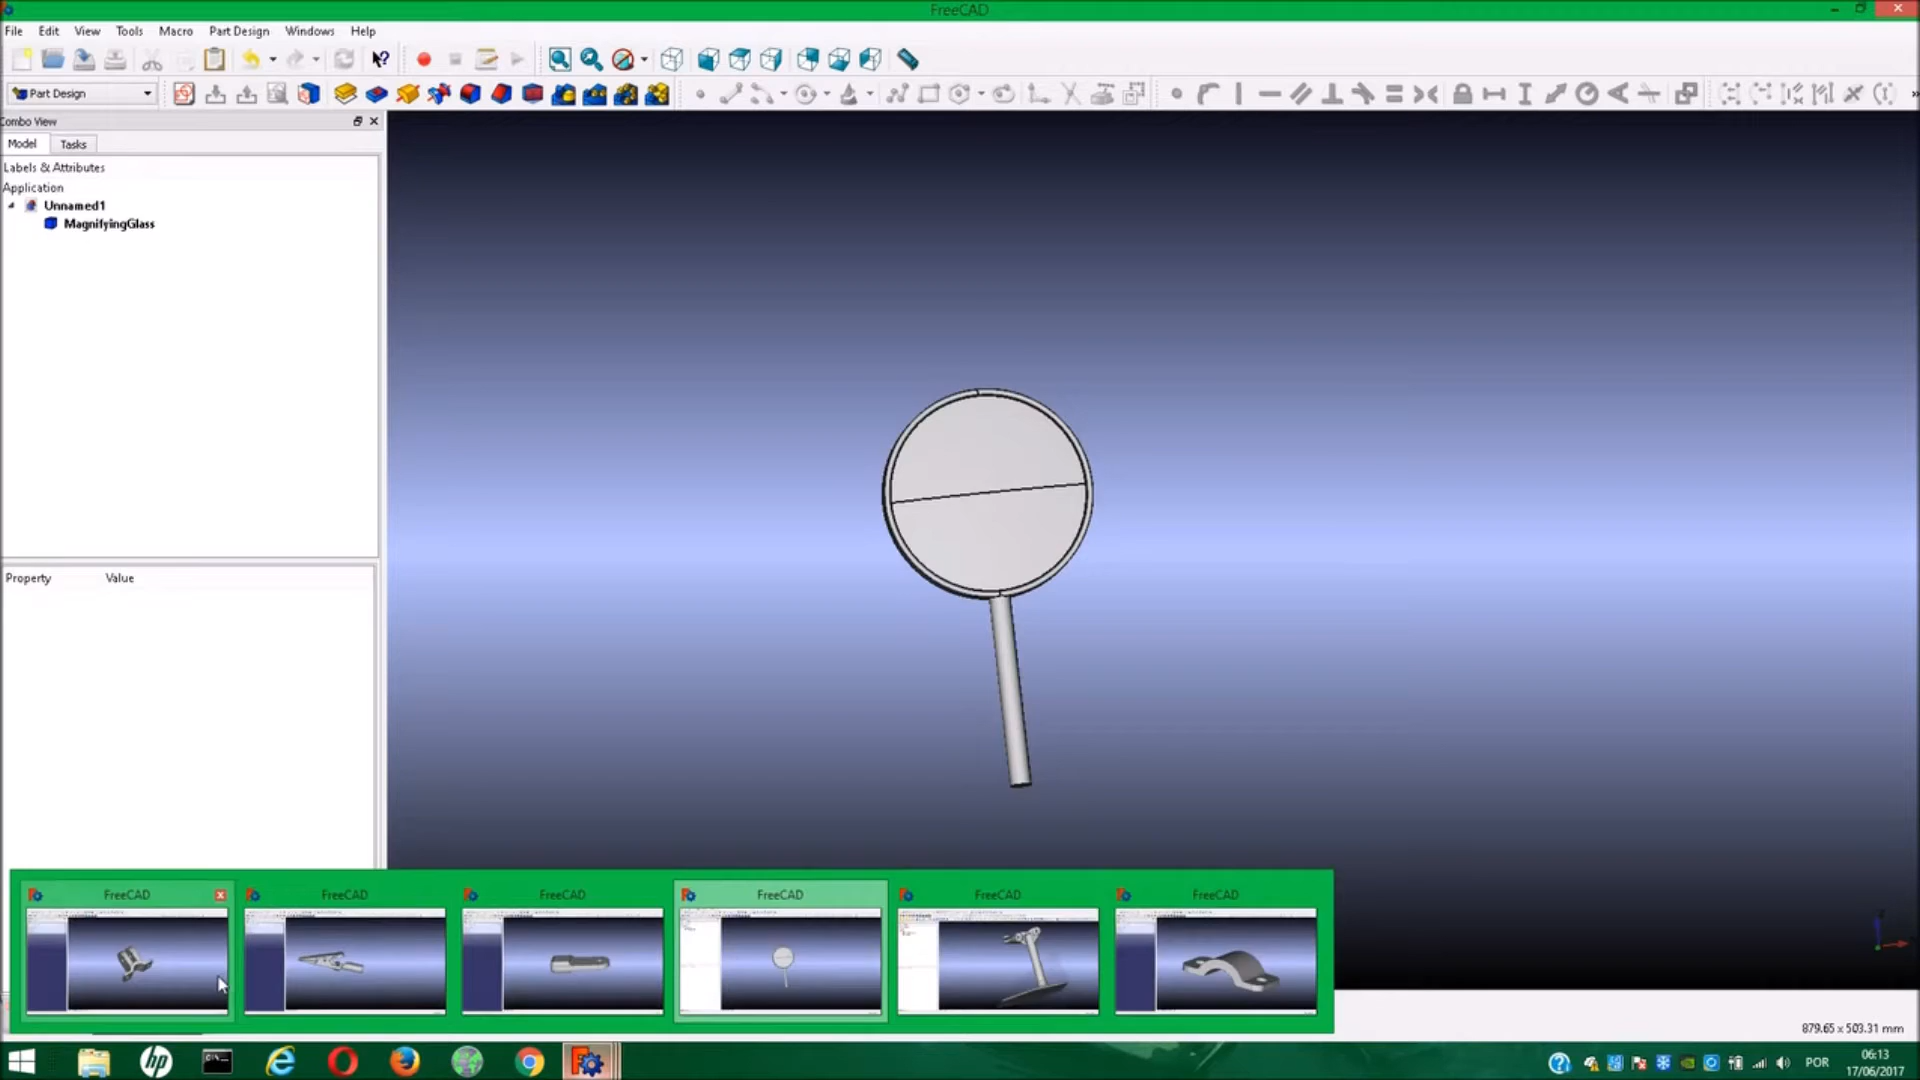 FreeCAD
File Edit View Tools Macro Part Design Windows Help
Part Design
Combo View
Model Tasks
Labels & Attributes
Application
Unnamed1
MagnifyingGlass
Property Value
FreeCAD FreeCAD FreeCAD FreeCAD FreeCAD FreeCAD
879.65 x 503.31 mm
POR
06:13
17/06/2017